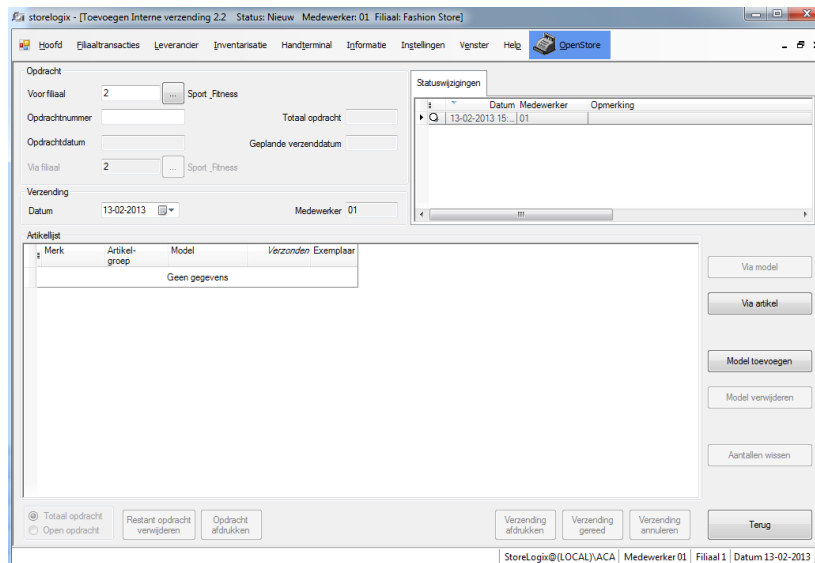 storelogix - [Toevoegen Interne verzending 2.2 Status: Nieuw Medewerker: 01 Filiaal: Fashion Store]
Hoofd Filiaaltransacties Leverancier Inventarisatie Handterminal Informatie Instellingen Venster Help OpenStore
Opdracht
Voor filiaal 2 ... Sport_Fitness
Opdrachtnummer Totaal opdracht
Opdrachtdatum Geplande verzenddatum
Via filiaal 2 ... Sport_Fitness
Statuswijzigingen
Datum Medewerker Opmerking
13-02-2013 15:... 01
Verzending
Datum 13-02-2013 Medewerker 01
Artikellijst
Merk Artikel-groep Model Verzonden Exemplaar
Geen gegevens
Via model
Via artikel
Model toevoegen
Model verwijderen
Aantallen wissen
Totaal opdracht
Open opdracht
Restant opdracht verwijderen
Opdracht afdrukken
Verzending afdrukken
Verzending gereed
Verzending annuleren
Terug
StoreLogix@(LOCAL)\ACA Medewerker 01 Filiaal 1 Datum 13-02-2013